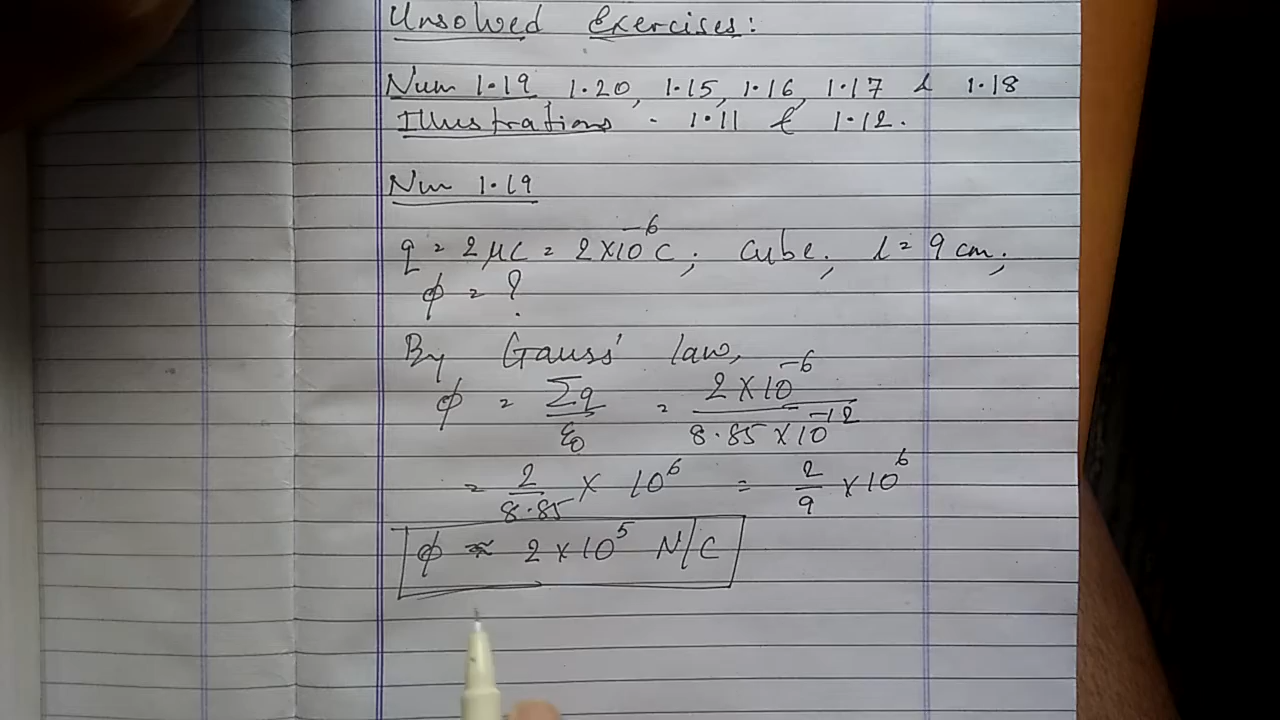 Unsolved Exercises:
Num 1.19, 1.20, 1.15, 1.16, 1.17 & 1.18
Illustrations - 1.11 & 1.12.
Num 1.19
q = 2 μC = 2×10⁻⁶C; Cube; l = 9 cm;
ϕ = ?
By Gauss' law,
ϕ = Σq/ε₀ = 2×10⁻⁶/8.85×10⁻¹²
= 2/8.85 × 10⁶ = 2/9 × 10⁶
ϕ ≈ 2×10⁵ N/C